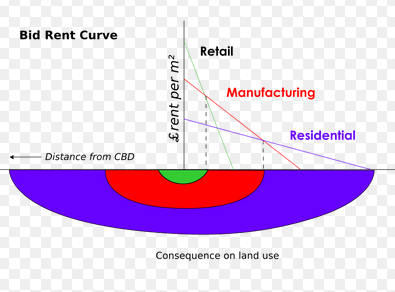 Bid Rent Curve
£rent per m²
Retail
Manufacturing
Residential
Distance from CBD
Consequence on land use